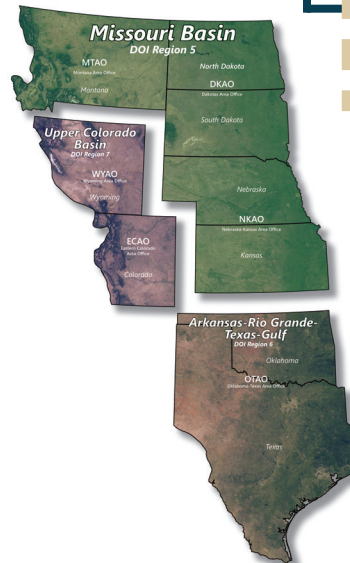 Missouri Basin
DOI Region 5
MTAO
Montana Area Office
Montana
North Dakota
DKAO
Dakotas Area Office
South Dakota
Upper Colorado
Basin
DOI Region 7
WYAO
Wyoming Area Office
Wyoming
Nebraska
NKAO
Nebraska-Kansas Area Office
Kansas
ECAO
Eastern Colorado
Area Office
Colorado
Arkansas-Rio Grande-
Texas-Gulf
DOI Region 6
Oklahoma
OTAO
Oklahoma-Texas Area Office
Texas